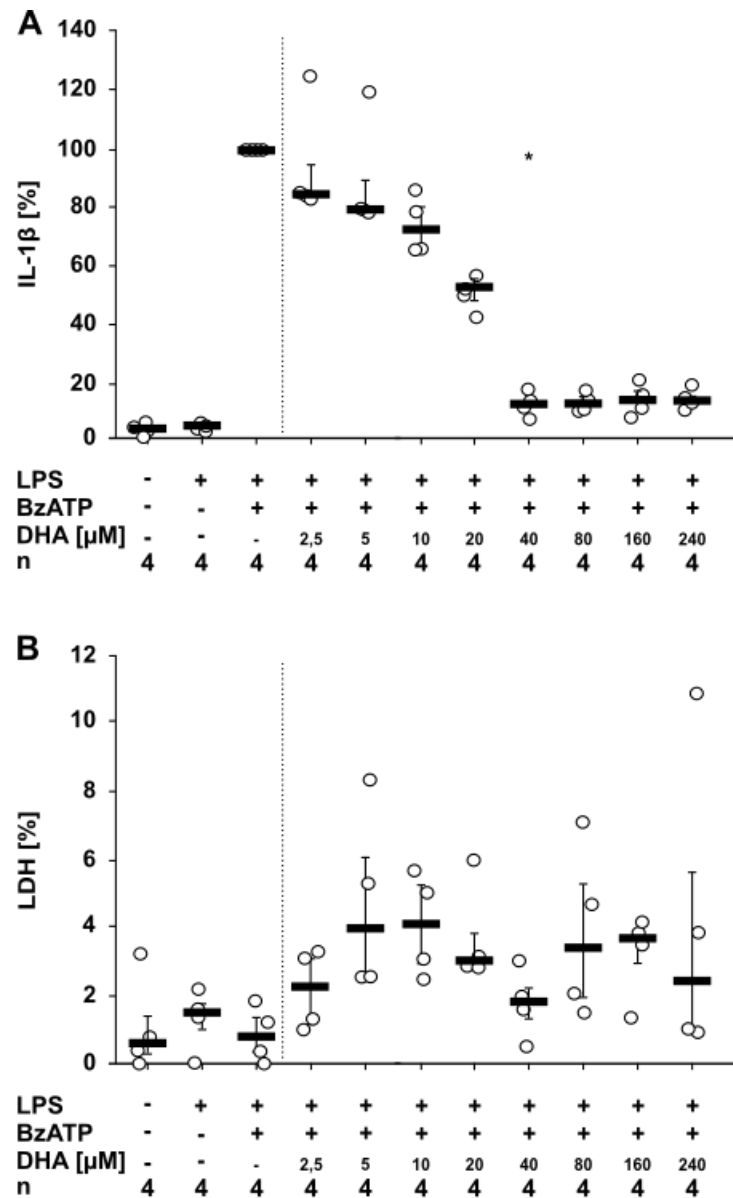 A
140
120
100
80
60
40
20
0
IL-1β [%]
*
LPS - + + + + + + + + + +
BzATP - - + + + + + + + + +
DHA [μM] - - - 2,5 5 10 20 40 80 160 240
n 4 4 4 4 4 4 4 4 4 4 4
B
12
10
8
6
4
2
0
LDH [%]
LPS - + + + + + + + + + +
BzATP - - + + + + + + + + +
DHA [μM] - - - 2,5 5 10 20 40 80 160 240
n 4 4 4 4 4 4 4 4 4 4 4